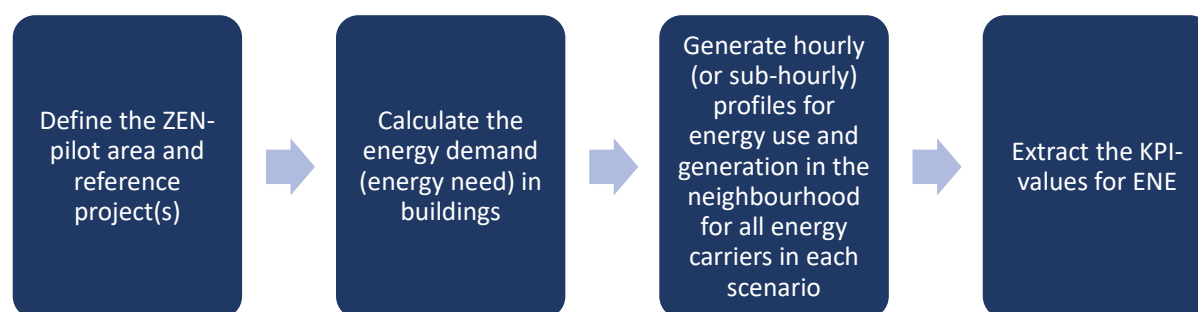 Define the ZEN-
pilot area and
reference
project(s)
Calculate the
energy demand
(energy need) in
buildings
Generate hourly
(or sub-hourly)
profiles for
energy use and
generation in the
neighbourhood
for all energy
carriers in each
scenario
Extract the KPI-
values for ENE